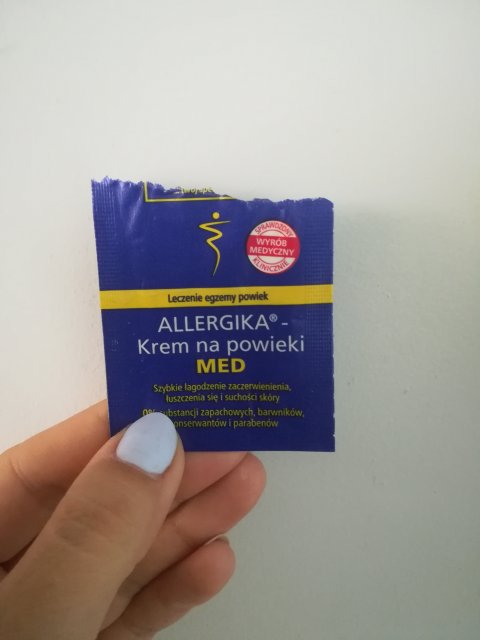 SPRAWDZONY
WYRÓB
MEDYCZNY
KLINICZNIE
Leczenie egzemy powiek
ALLERGIKA® -
Krem na powieki
MED
Szybkie łagodzenie zaczerwienienia,
łuszczenia się i suchości skóry
0% substancji zapachowych, barwników,
konserwantów i parabenów